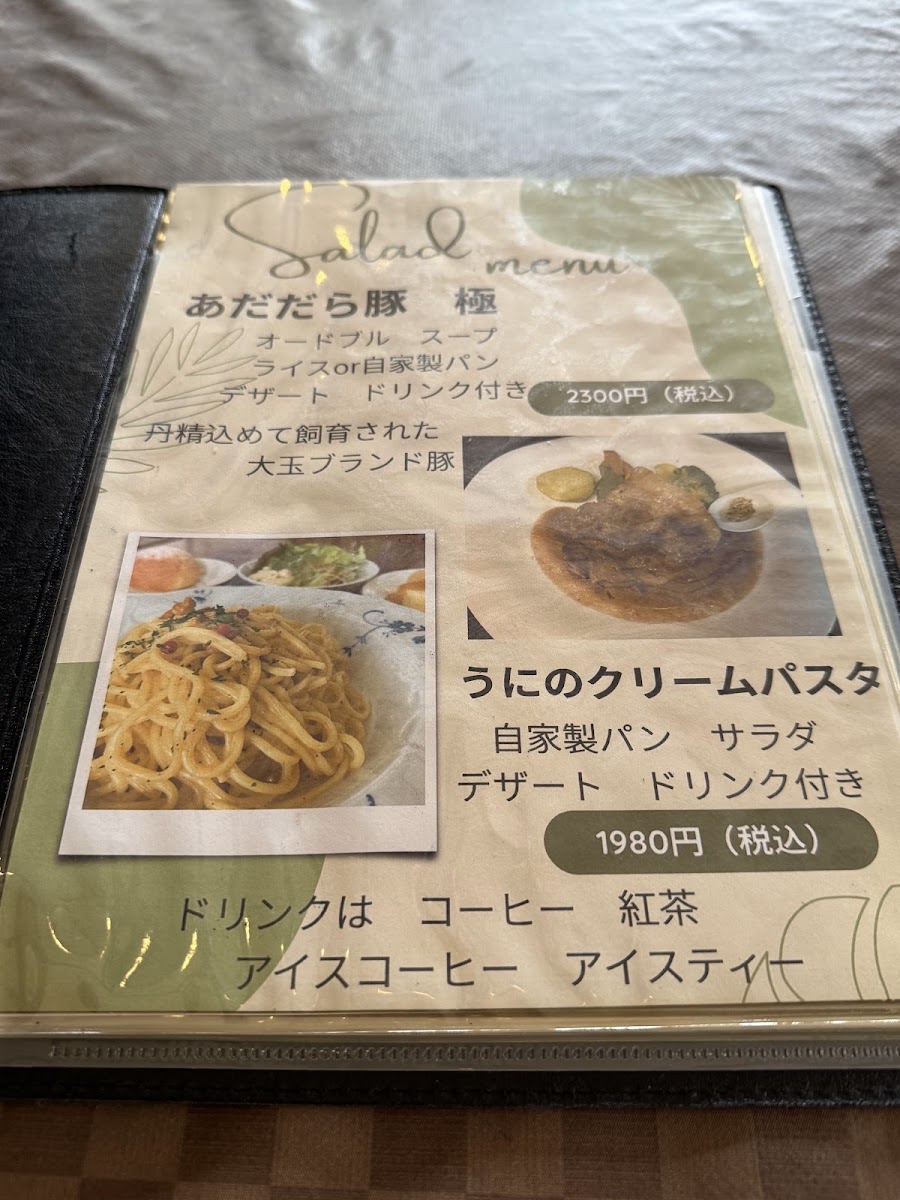 Salad menu
あだだら豚 極
オードブル スープ
ライスor自家製パン
デザート ドリンク付き
2300円（税込）
丹精込めて飼育された
大玉ブランド豚
うにのクリームパスタ
自家製パン サラダ
デザート ドリンク付き
1980円（税込）
ドリンクは コーヒー 紅茶
アイスコーヒー アイスティー